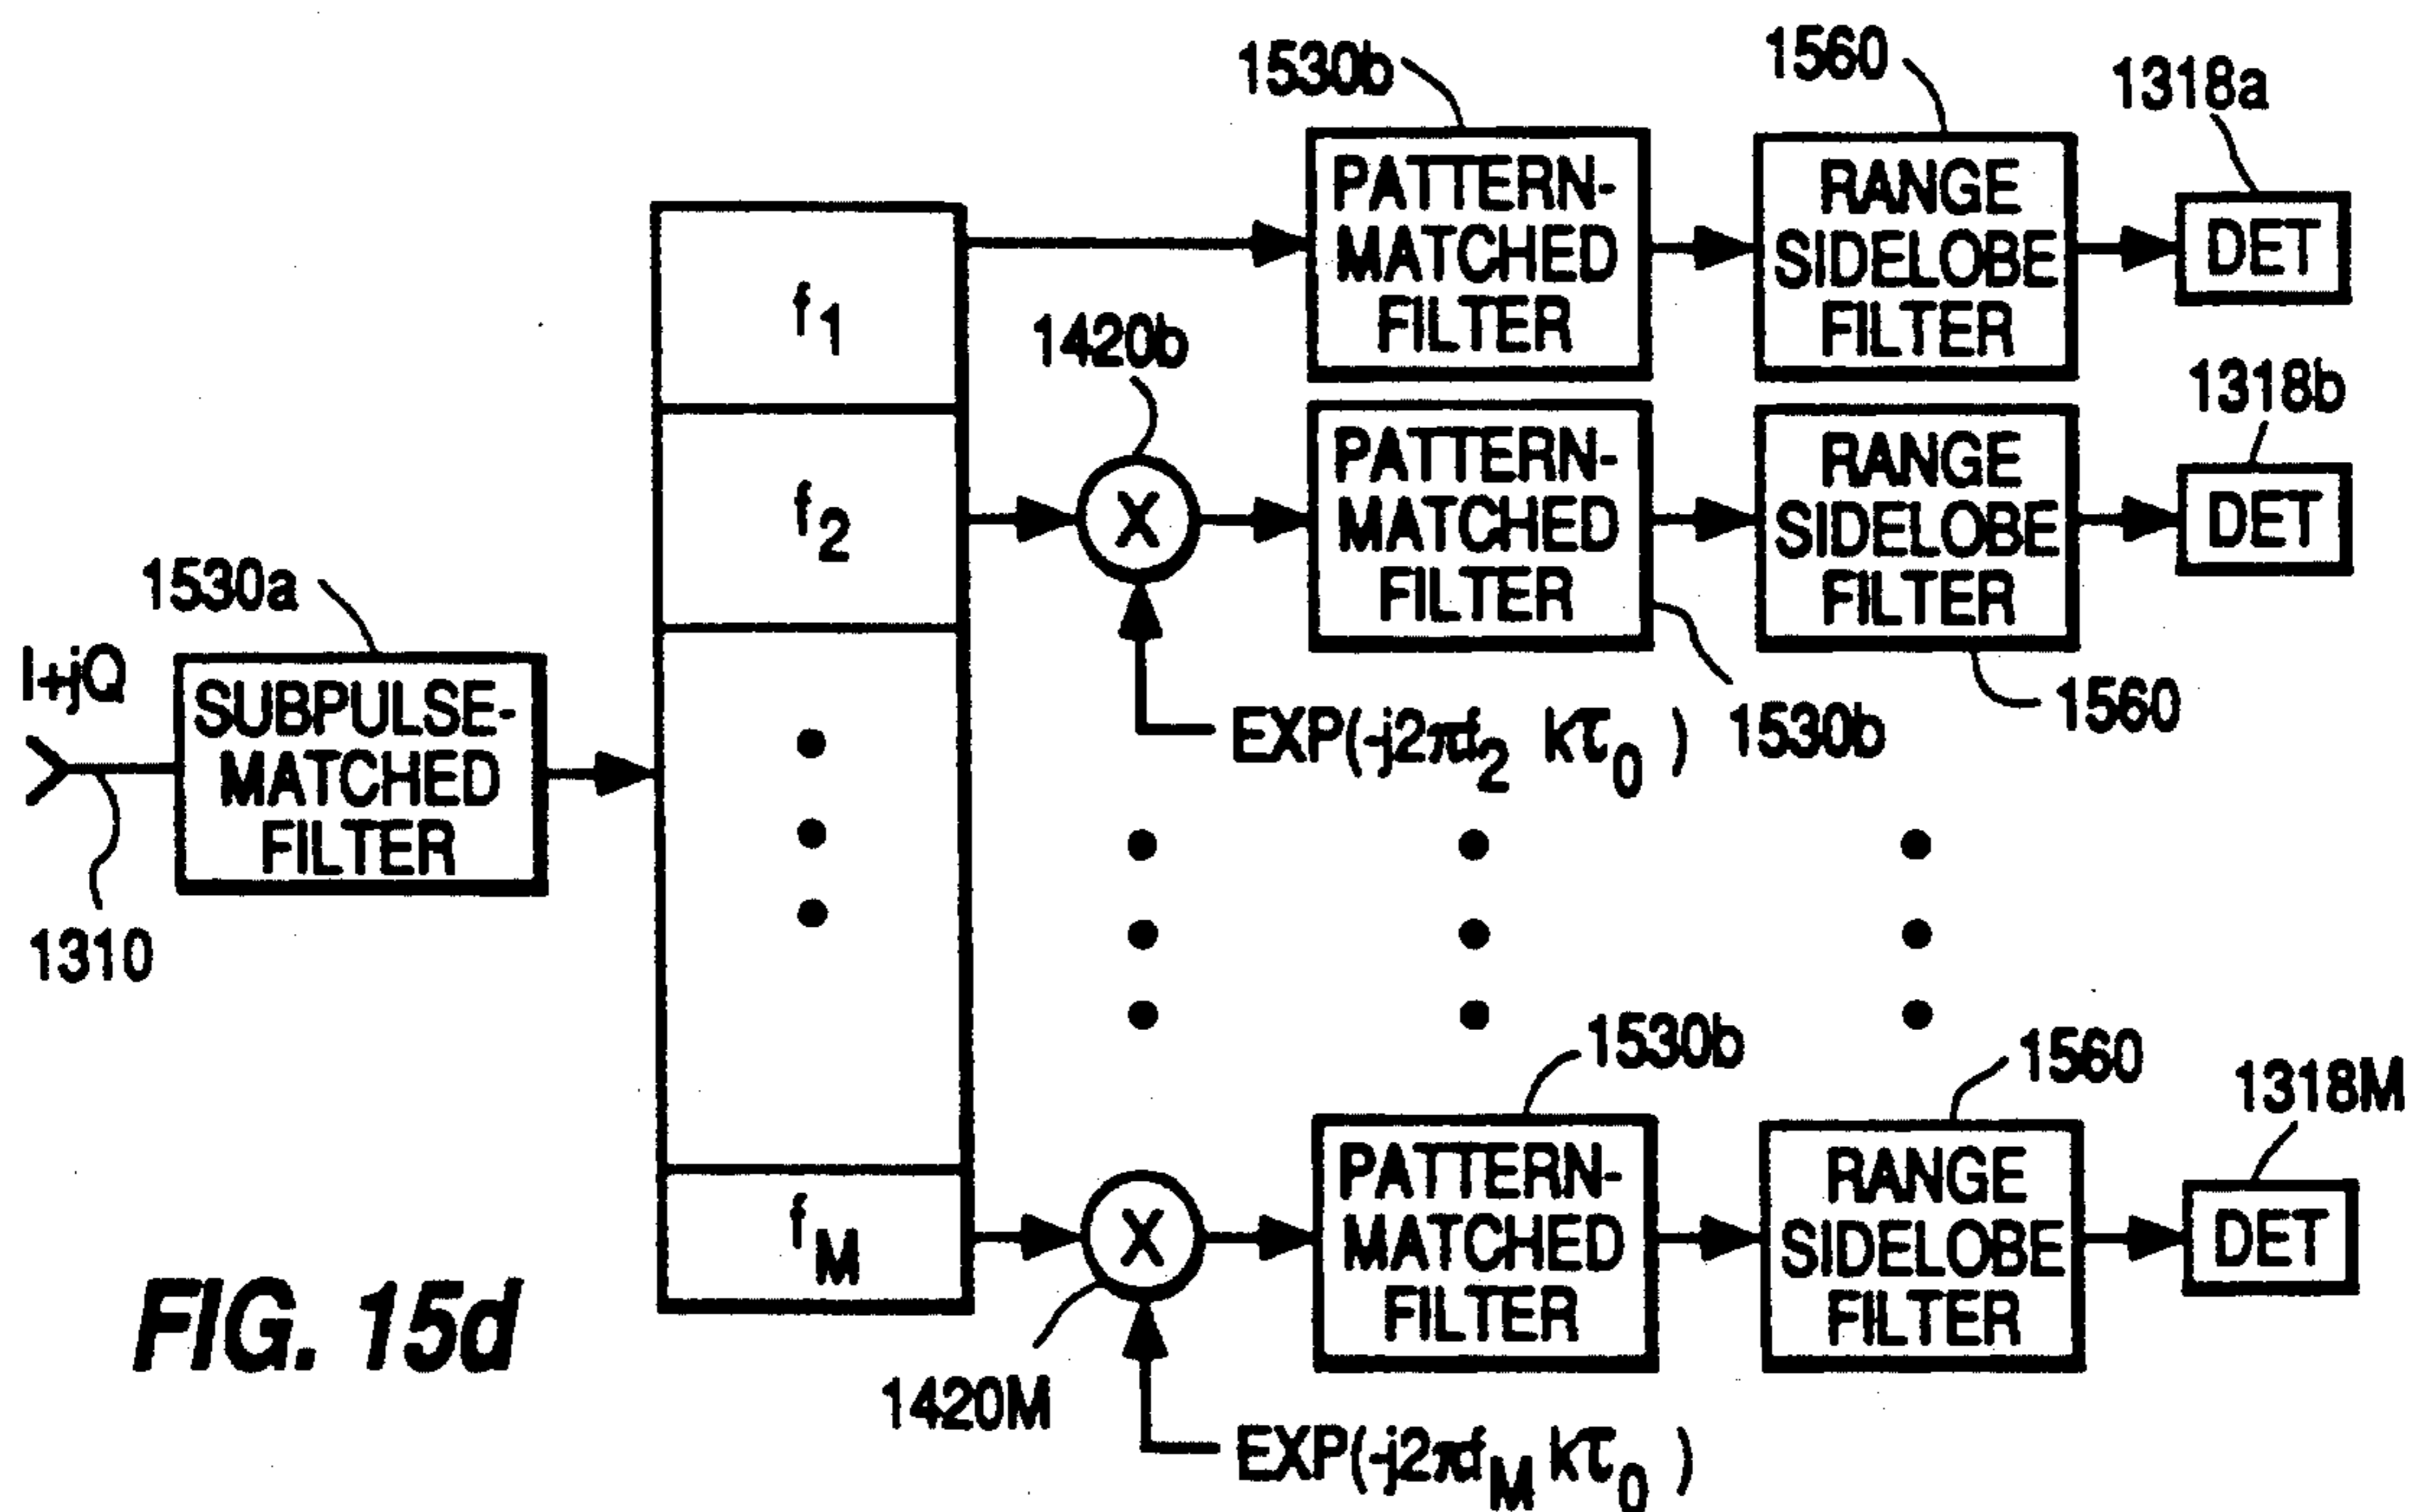 1530b
1560
1318a
PATTERN-
MATCHED
FILTER
RANGE
SIDELOBE
FILTER
DET
f1
1420b
1318b
f2
X
PATTERN-
MATCHED
FILTER
RANGE
SIDELOBE
FILTER
DET
1530a
I+jQ
SUBPULSE-
MATCHED
FILTER
1310
EXP(-j2πf2 kτ0 )
1530b
1560
1530b
1560
1318M
fM
X
PATTERN-
MATCHED
FILTER
RANGE
SIDELOBE
FILTER
DET
1420M
EXP(-j2πfM kτ0 )
FIG. 15d